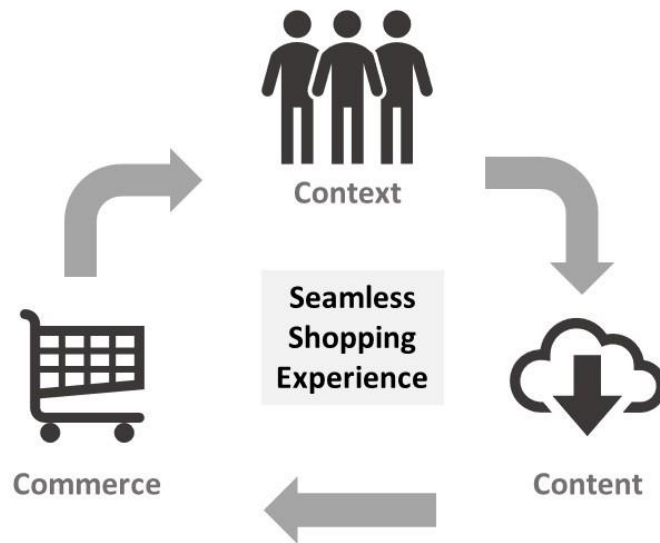 Context
Seamless
Shopping
Experience
Commerce
Content